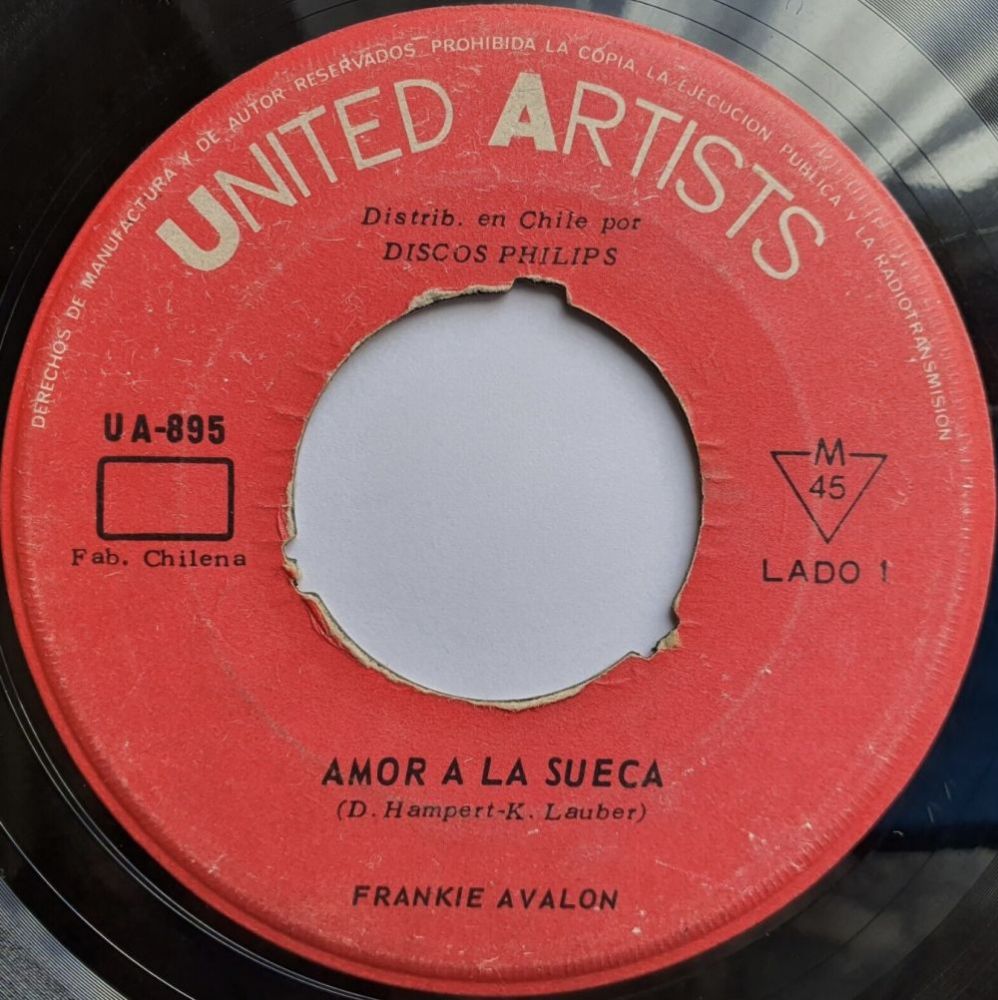 DERECHOS DE MANUFACTURA Y DE AUTOR RESERVADOS PROHIBIDA LA COPIA LA EJECUCION PUBLICA Y LA RADIOTRANSMISIÓN
UNITED ARTISTS
Distrib. en Chile por
DISCOS PHILIPS
UA-895
Fab. Chilena
M
45
LADO 1
AMOR A LA SUECA
(D. Hampert-K. Lauber)
FRANKIE AVALON